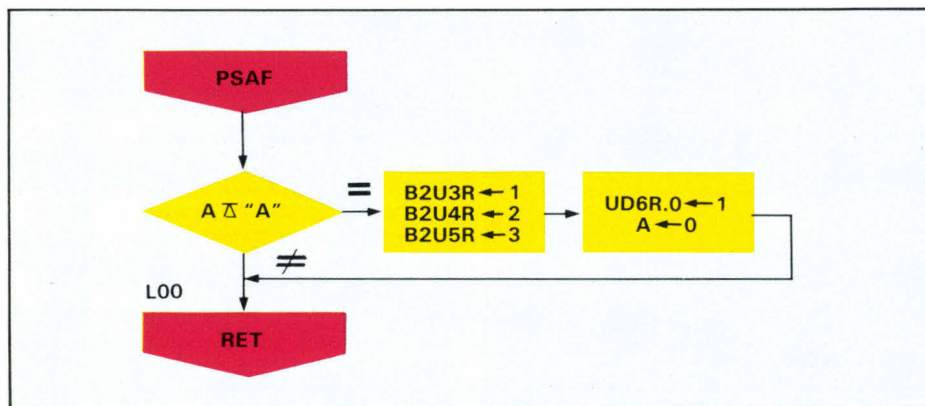 PSAF
A ⊼ "A"
=
B2U3R ← 1
B2U4R ← 2
B2U5R ← 3
UD6R.0 ← 1
A ← 0
≠
L00
RET